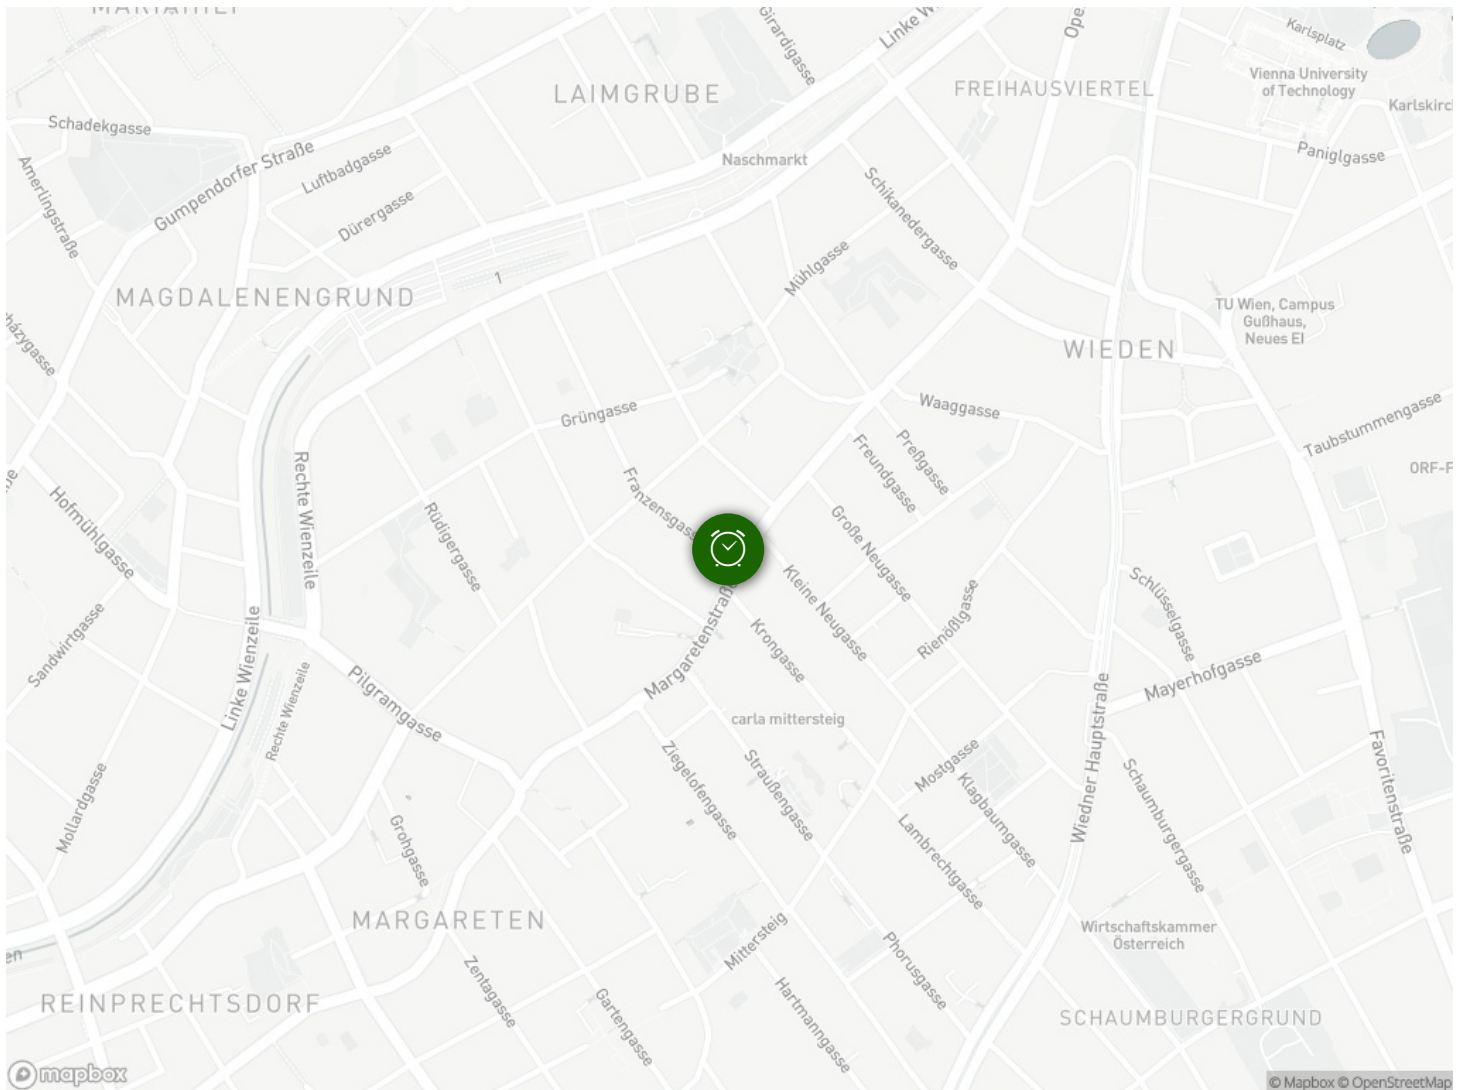 LAIMGRUBE
Girardigasse
FREIHAUSVIERTEL
Karlsplatz
Vienna University
of Technology
Schadekgasse
Gumpendorfer Straße
Luftbadgasse
Naschmarkt
Paniglgasse
Amerlingstraße
Dürergasse
Schikanedergasse
Mühlgasse
MAGDALENENGRUND
1
TU Wien, Campus
Gußhaus,
Neues EI
WIEDEN
Grüngasse
Waaggasse
Taubstummengasse
Preßgasse
Freundgasse
Rechte Wienzeile
Franzensgass
ORF-F
Hofmühlgasse
Rüdigergasse
Große Neugasse
Kleine Neugasse
Schlüsselgasse
Rienößlgasse
Sandwirtgasse
Linke Wienzeile
Margaretenstraße
Krongasse
Rechte Wienzeile
Pilgramgasse
Mayerhofgasse
carla mittersteig
Wiedner Hauptstraße
Favoritenstraße
Ziegelofengasse
Straußengasse
Mostgasse
Klagbaumgasse
Schaumburgergasse
Mollardgasse
Grohgasse
Lambrechtgasse
MARGARETEN
Mittersteig
Wirtschaftskammer
Österreich
Phorusgasse
Zentagasse
REINPRECHTSDORF
Gartengasse
Hartmanngasse
SCHAUMBURGERGRUND
mapbox
© Mapbox © OpenStreetMap